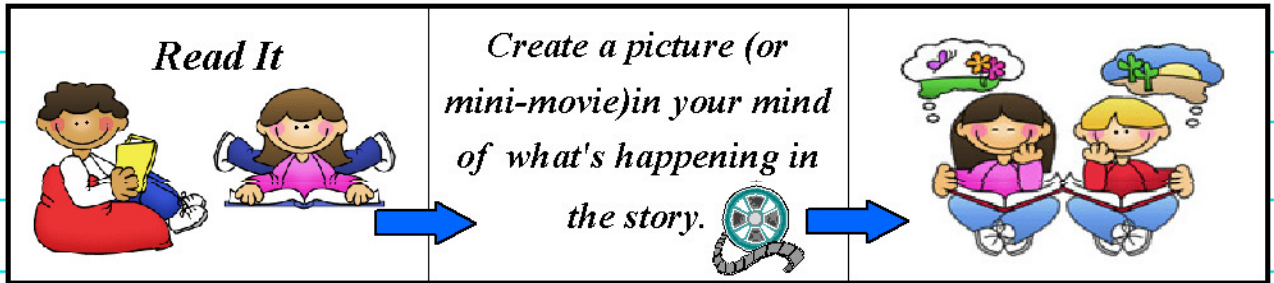 Read It
Create a picture (or
mini-movie)in your mind
of what's happening in
the story.